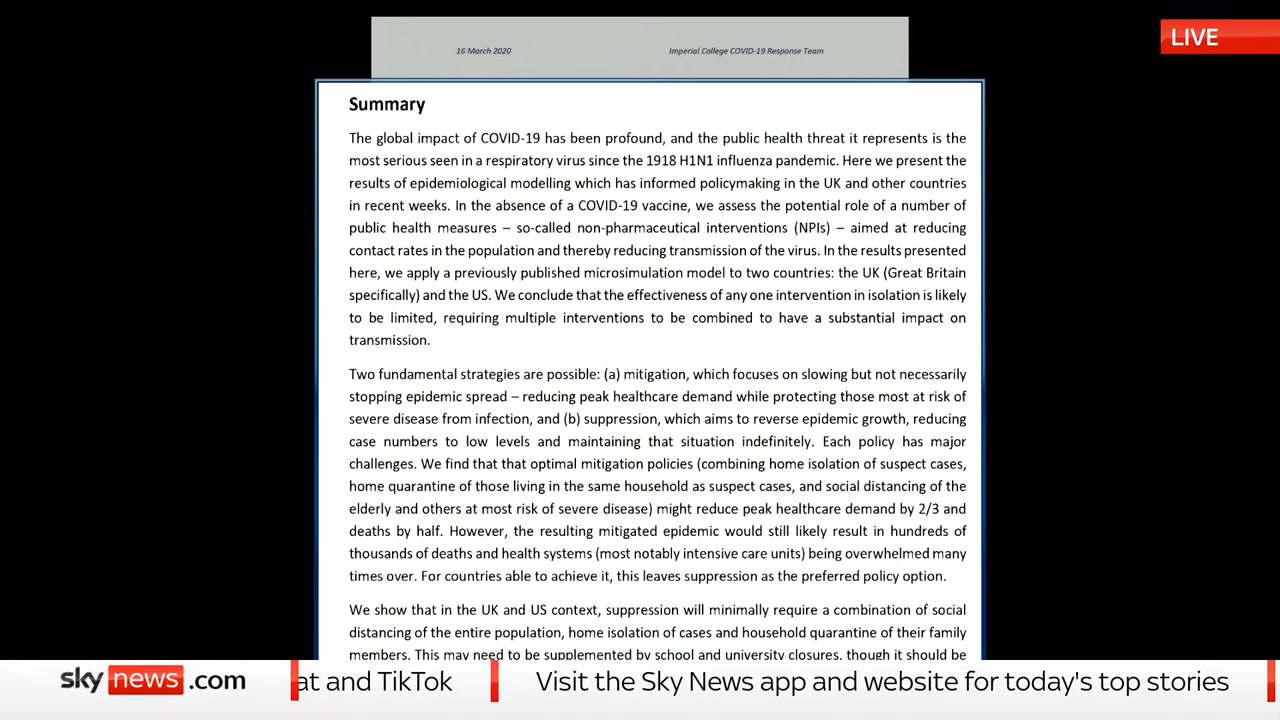 16 March 2020 Imperial College COVID-19 Response Team
LIVE
Summary
The global impact of COVID-19 has been profound, and the public health threat it represents is the
most serious seen in a respiratory virus since the 1918 H1N1 influenza pandemic. Here we present the
results of epidemiological modelling which has informed policymaking in the UK and other countries
in recent weeks. In the absence of a COVID-19 vaccine, we assess the potential role of a number of
public health measures – so-called non-pharmaceutical interventions (NPIs) – aimed at reducing
contact rates in the population and thereby reducing transmission of the virus. In the results presented
here, we apply a previously published microsimulation model to two countries: the UK (Great Britain
specifically) and the US. We conclude that the effectiveness of any one intervention in isolation is likely
to be limited, requiring multiple interventions to be combined to have a substantial impact on
transmission.
Two fundamental strategies are possible: (a) mitigation, which focuses on slowing but not necessarily
stopping epidemic spread – reducing peak healthcare demand while protecting those most at risk of
severe disease from infection, and (b) suppression, which aims to reverse epidemic growth, reducing
case numbers to low levels and maintaining that situation indefinitely. Each policy has major
challenges. We find that that optimal mitigation policies (combining home isolation of suspect cases,
home quarantine of those living in the same household as suspect cases, and social distancing of the
elderly and others at most risk of severe disease) might reduce peak healthcare demand by 2/3 and
deaths by half. However, the resulting mitigated epidemic would still likely result in hundreds of
thousands of deaths and health systems (most notably intensive care units) being overwhelmed many
times over. For countries able to achieve it, this leaves suppression as the preferred policy option.
We show that in the UK and US context, suppression will minimally require a combination of social
distancing of the entire population, home isolation of cases and household quarantine of their family
members. This may need to be supplemented by school and university closures, though it should be
sky news .com at and TikTok Visit the Sky News app and website for today's top stories